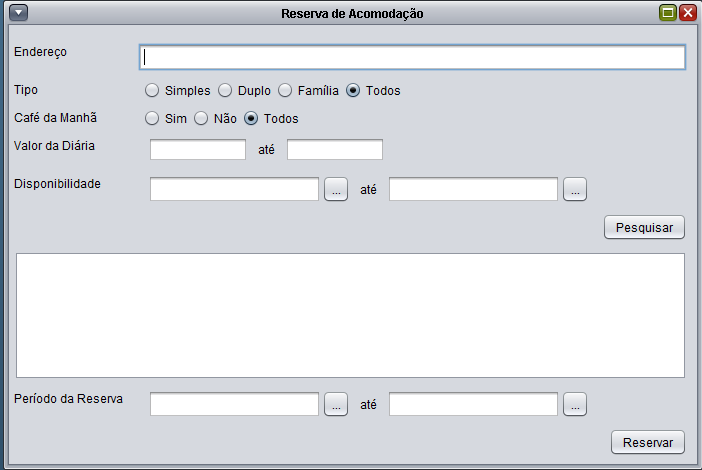 Reserva de Acomodação
Endereço
Tipo Simples Duplo Família Todos
Café da Manhã Sim Não Todos
Valor da Diária até
Disponibilidade ... até ...
Pesquisar
Período da Reserva ... até ...
Reservar